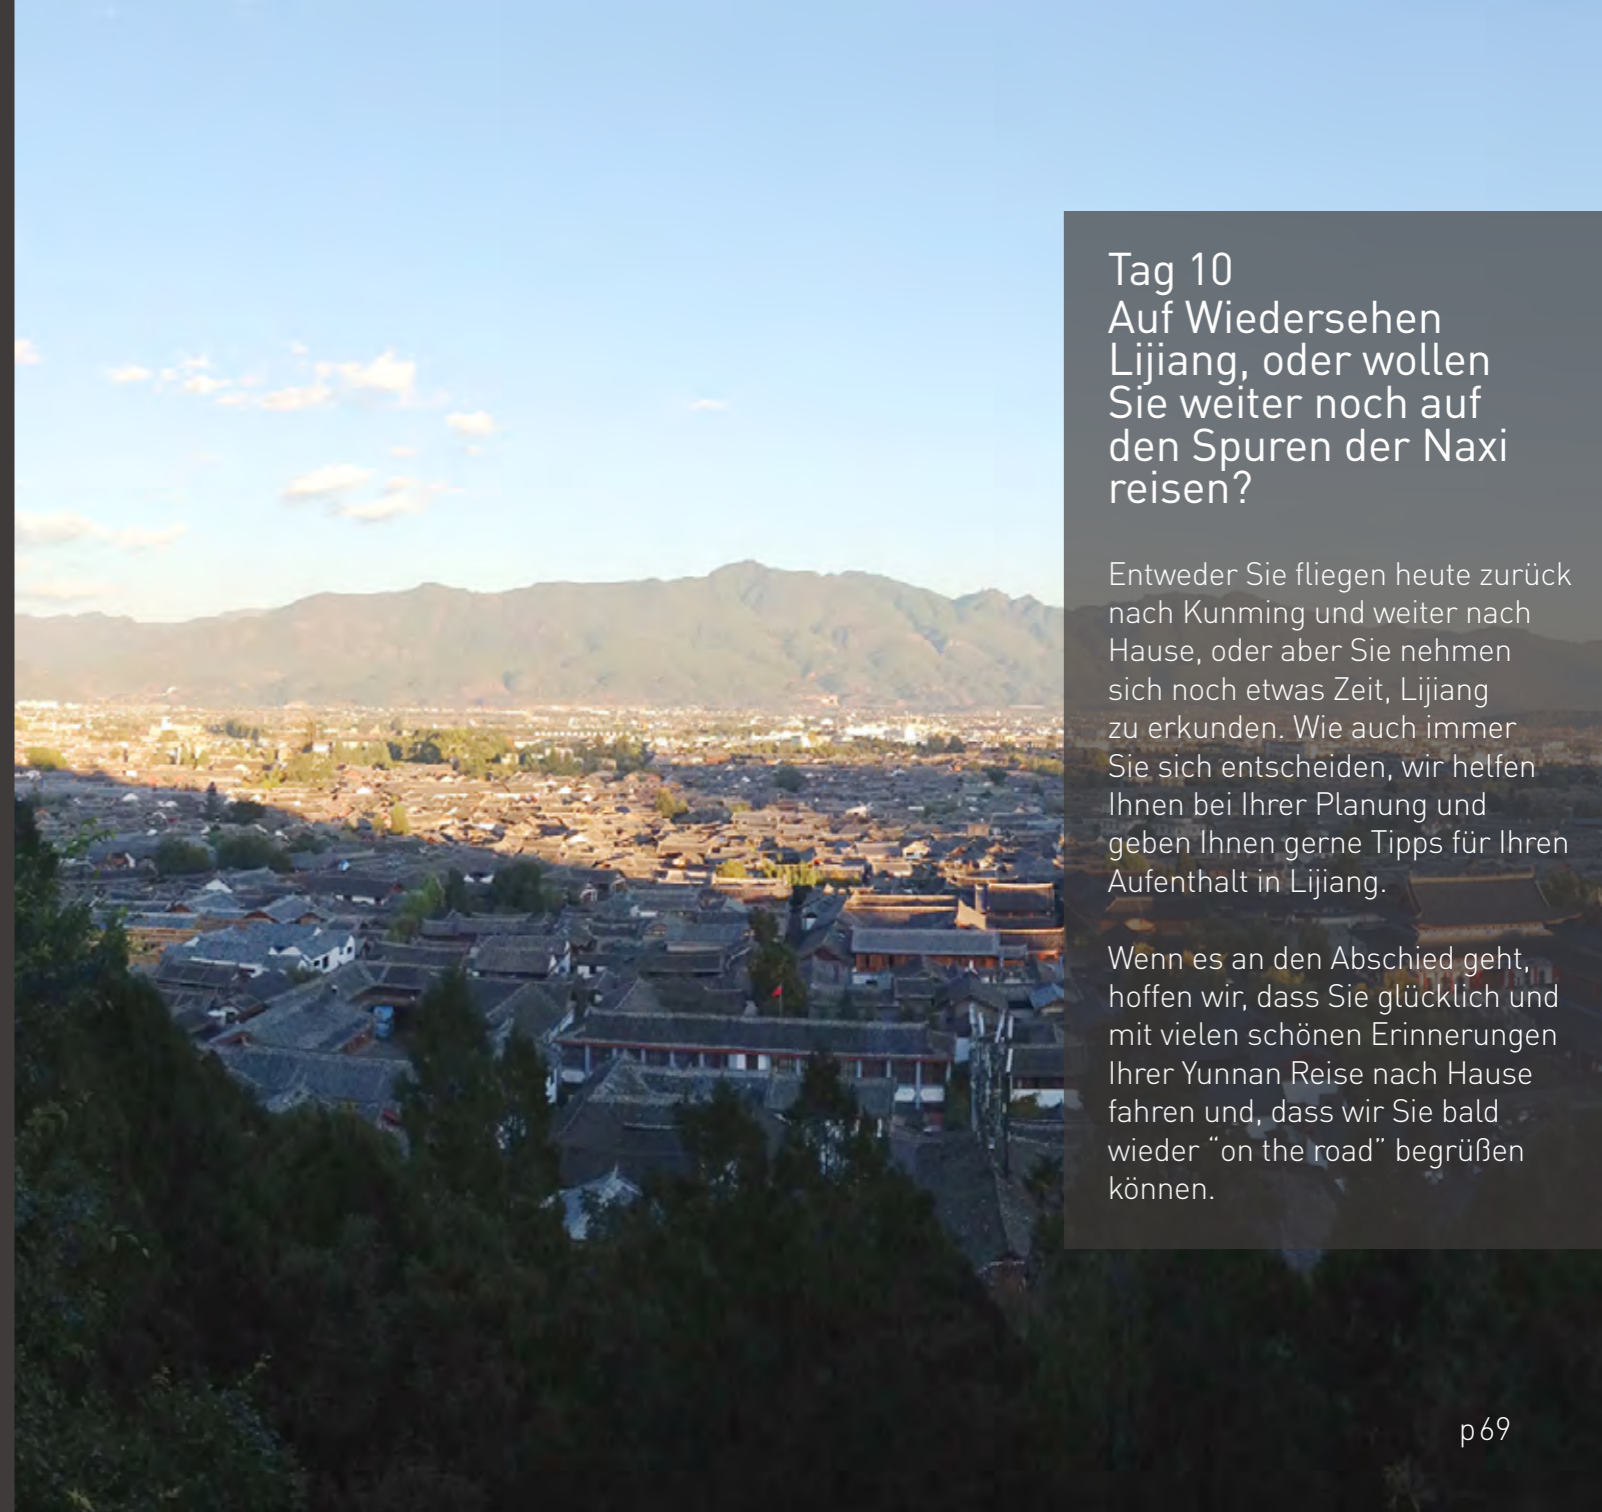 Tag 10
Auf Wiedersehen
Lijiang, oder wollen
Sie weiter noch auf
den Spuren der Naxi
reisen?
Entweder Sie fliegen heute zurück
nach Kunming und weiter nach
Hause, oder aber Sie nehmen
sich noch etwas Zeit, Lijiang
zu erkunden. Wie auch immer
Sie sich entscheiden, wir helfen
Ihnen bei Ihrer Planung und
geben Ihnen gerne Tipps für Ihren
Aufenthalt in Lijiang.
Wenn es an den Abschied geht,
hoffen wir, dass Sie glücklich und
mit vielen schönen Erinnerungen
Ihrer Yunnan Reise nach Hause
fahren und, dass wir Sie bald
wieder “on the road” begrüßen
können.
p69